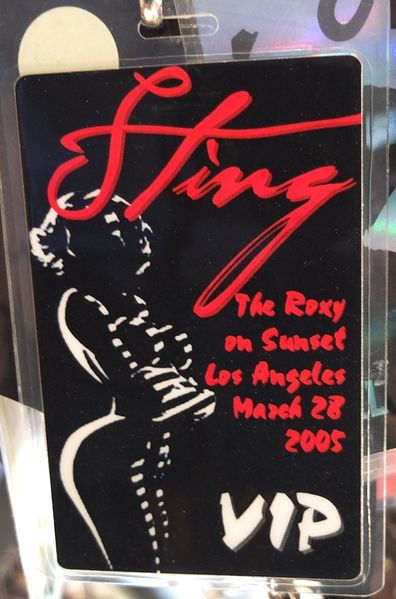 Sting
The Roxy
on Sunset
Los Angeles
March 28
2005
VIP